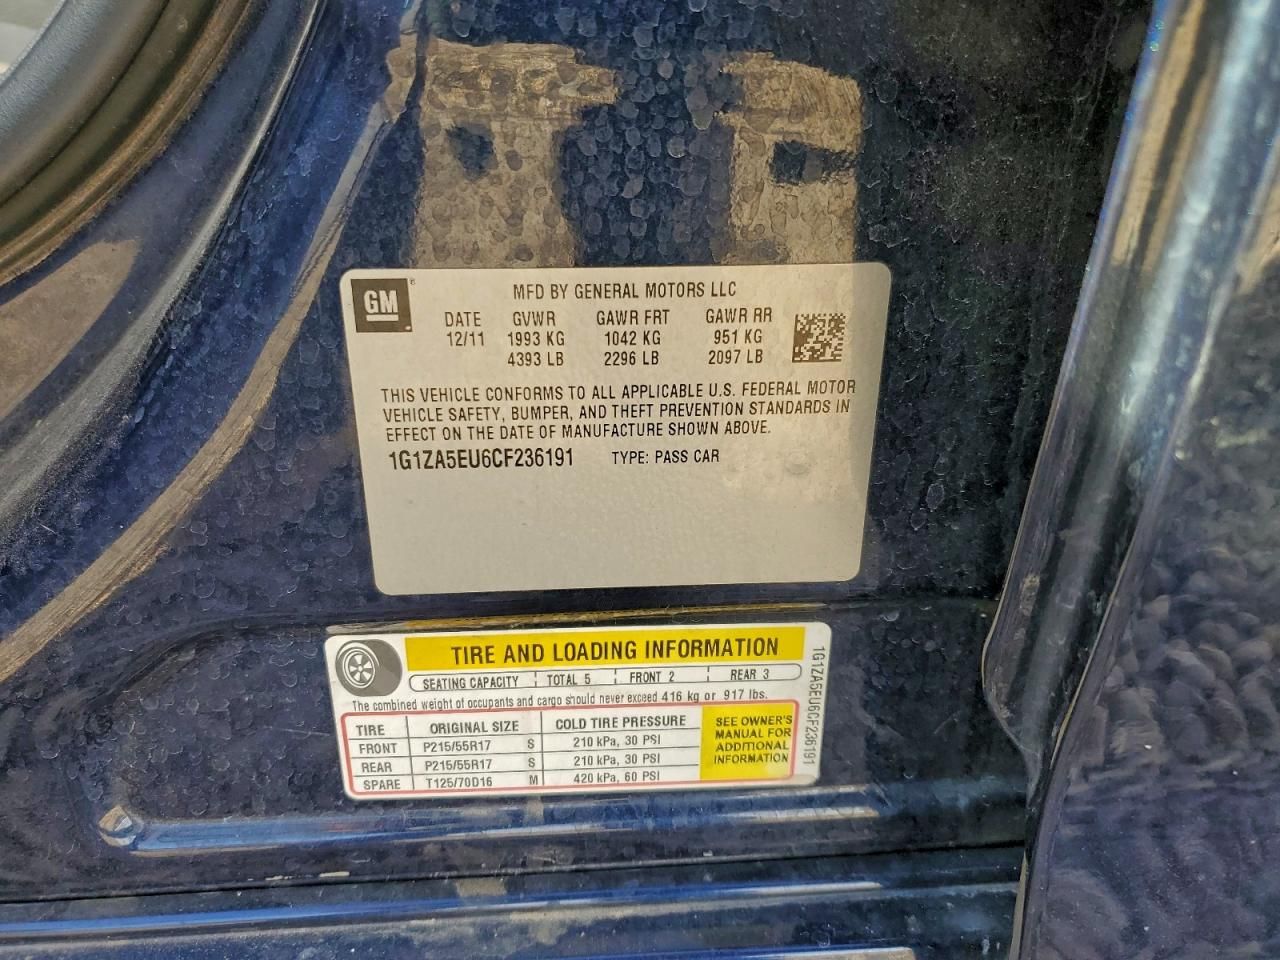 GM
MFD BY GENERAL MOTORS LLC
DATE GVWR GAWR FRT GAWR RR
12/11 1993 KG 1042 KG 951 KG
4393 LB 2296 LB 2097 LB
THIS VEHICLE CONFORMS TO ALL APPLICABLE U.S. FEDERAL MOTOR
VEHICLE SAFETY, BUMPER, AND THEFT PREVENTION STANDARDS IN
EFFECT ON THE DATE OF MANUFACTURE SHOWN ABOVE.
1G1ZA5EU6CF236191 TYPE: PASS CAR
TIRE AND LOADING INFORMATION
SEATING CAPACITY TOTAL 5 FRONT 2 REAR 3
The combined weight of occupants and cargo should never exceed 416 kg or 917 lbs.
TIRE ORIGINAL SIZE COLD TIRE PRESSURE
FRONT P215/55R17 S 210 kPa, 30 PSI
REAR P215/55R17 S 210 kPa, 30 PSI
SPARE T125/70D16 M 420 kPa, 60 PSI
SEE OWNER'S
MANUAL FOR
ADDITIONAL
INFORMATION
1G1ZA5EU6CF236191